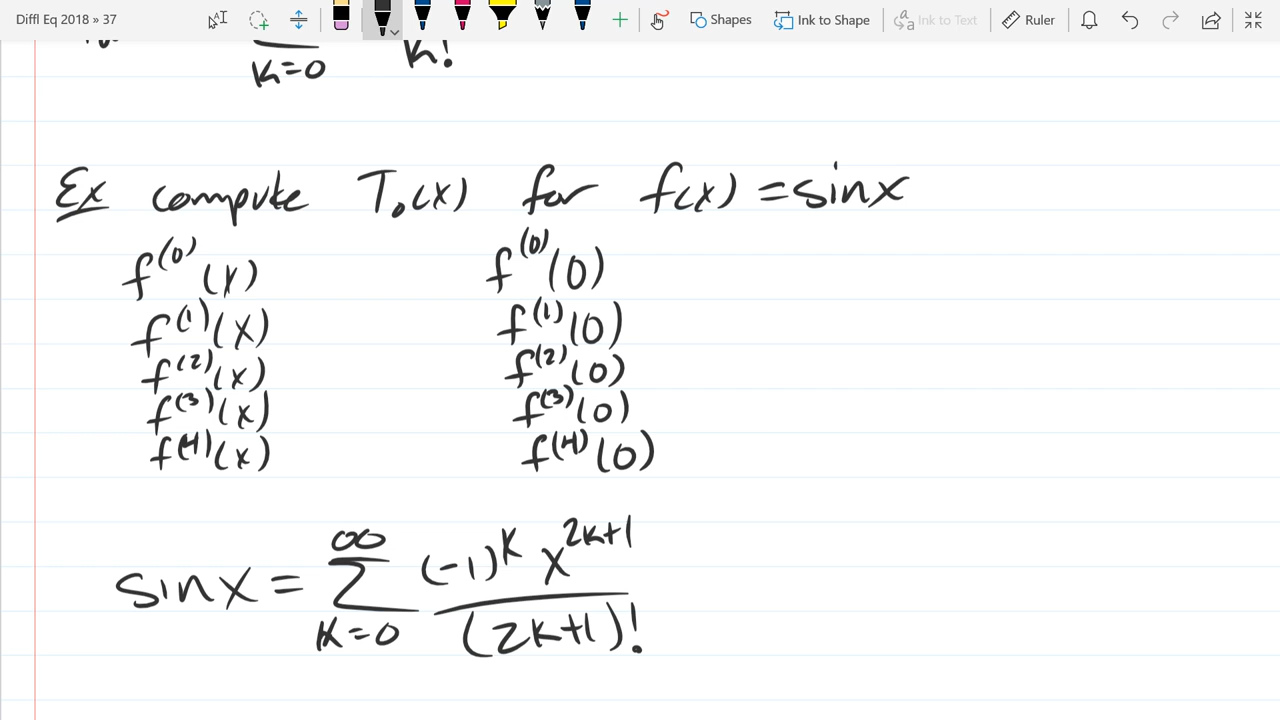 Diffl Eq 2018 » 37
Shapes
Ink to Shape
Ink to Text
Ruler
k=0 k!
Ex compute T₀(x) for f(x) = sinx
f⁽⁰⁾(x) f⁽⁰⁾(0)
f⁽¹⁾(x) f⁽¹⁾(0)
f⁽²⁾(x) f⁽²⁾(0)
f⁽³⁾(x) f⁽³⁾(0)
f⁽⁴⁾(x) f⁽⁴⁾(0)
sinx = ∑_{k=0}^{∞} (-1)^k x^{2k+1} / (2k+1)!